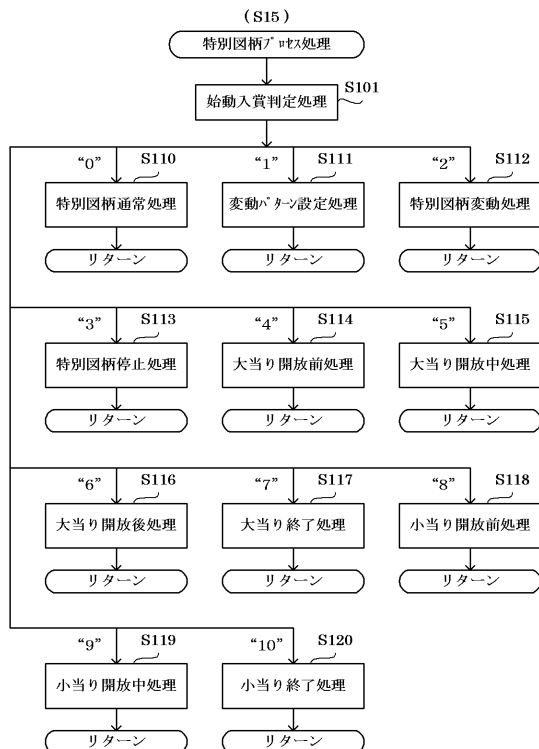 (S15)
特別図柄ﾌﾟﾛｾｽ処理
S101
始動入賞判定処理
“0” S110 “1” S111 “2” S112
特別図柄通常処理 変動ﾊﾟﾀｰﾝ設定処理 特別図柄変動処理
リターン リターン リターン
“3” S113 “4” S114 “5” S115
特別図柄停止処理 大当り開放前処理 大当り開放中処理
リターン リターン リターン
“6” S116 “7” S117 “8” S118
大当り開放後処理 大当り終了処理 小当り開放前処理
リターン リターン リターン
“9” S119 “10” S120
小当り開放中処理 小当り終了処理
リターン リターン